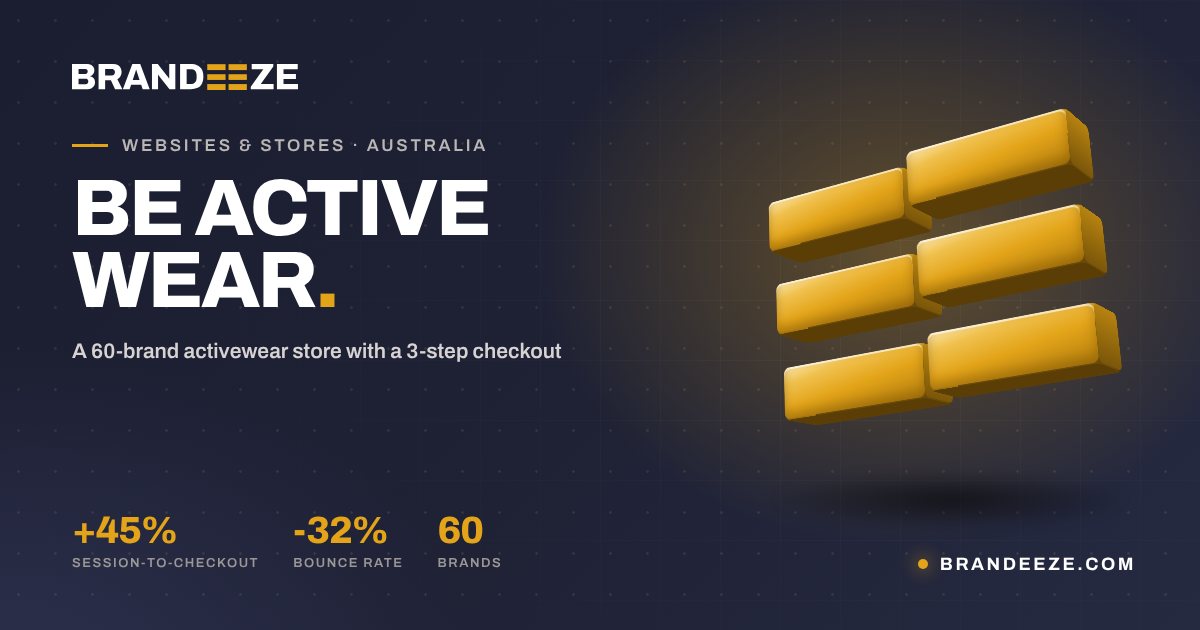 BRANDEEZE
WEBSITES & STORES · AUSTRALIA
BE ACTIVE
WEAR.
A 60-brand activewear store with a 3-step checkout
+45% -32% 60
SESSION-TO-CHECKOUT BOUNCE RATE BRANDS
BRANDEEZE.COM